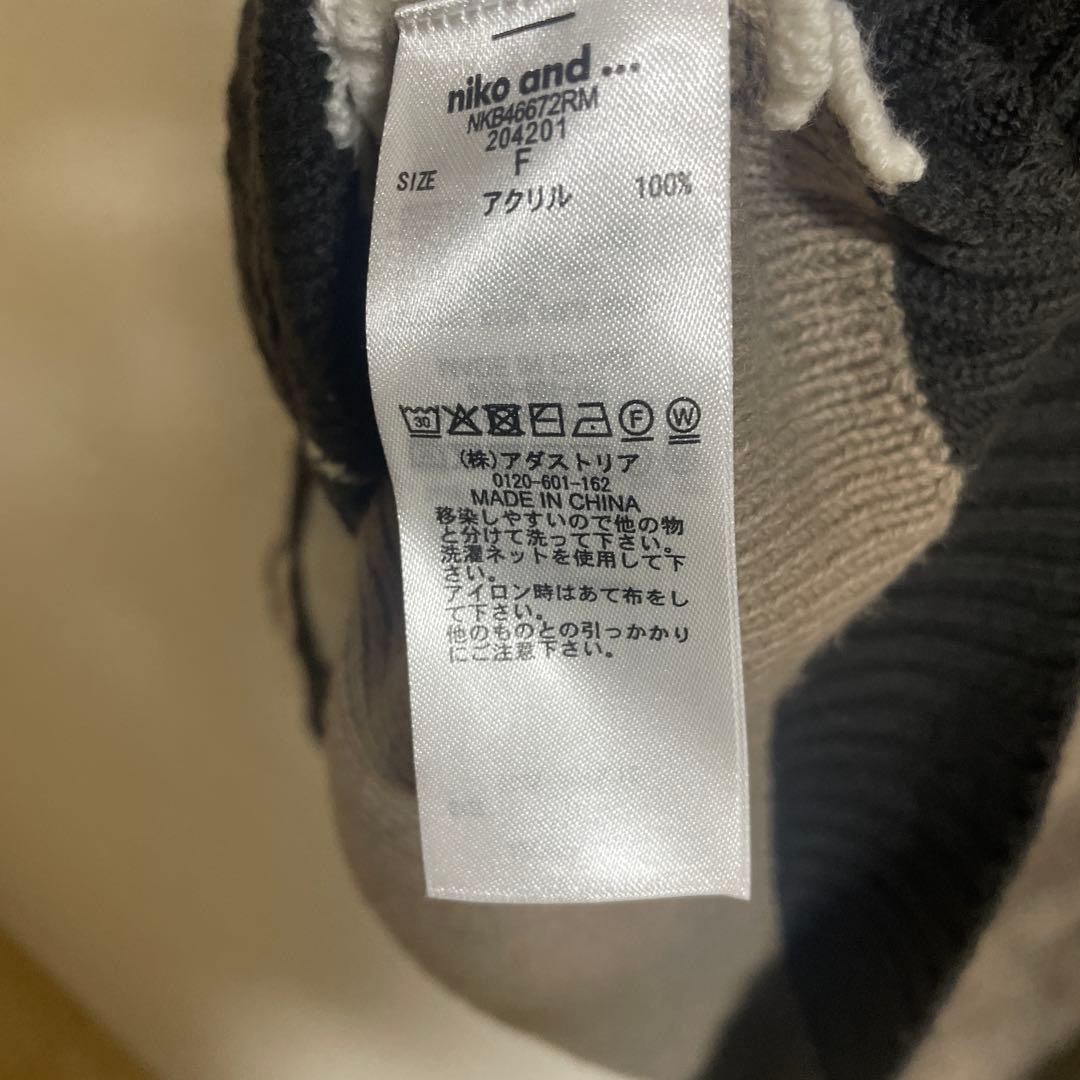 niko and ...
NKB46672RM
204201
F
SIZE
アクリル 100%
30
F W
(株)アダストリア
0120-601-162
MADE IN CHINA
移染しやすいので他の物
と分けて洗って下さい。
洗濯ネットを使用して下
さい。
アイロン時はあて布をし
て下さい。
他のものとの引っかかり
にご注意下さい。